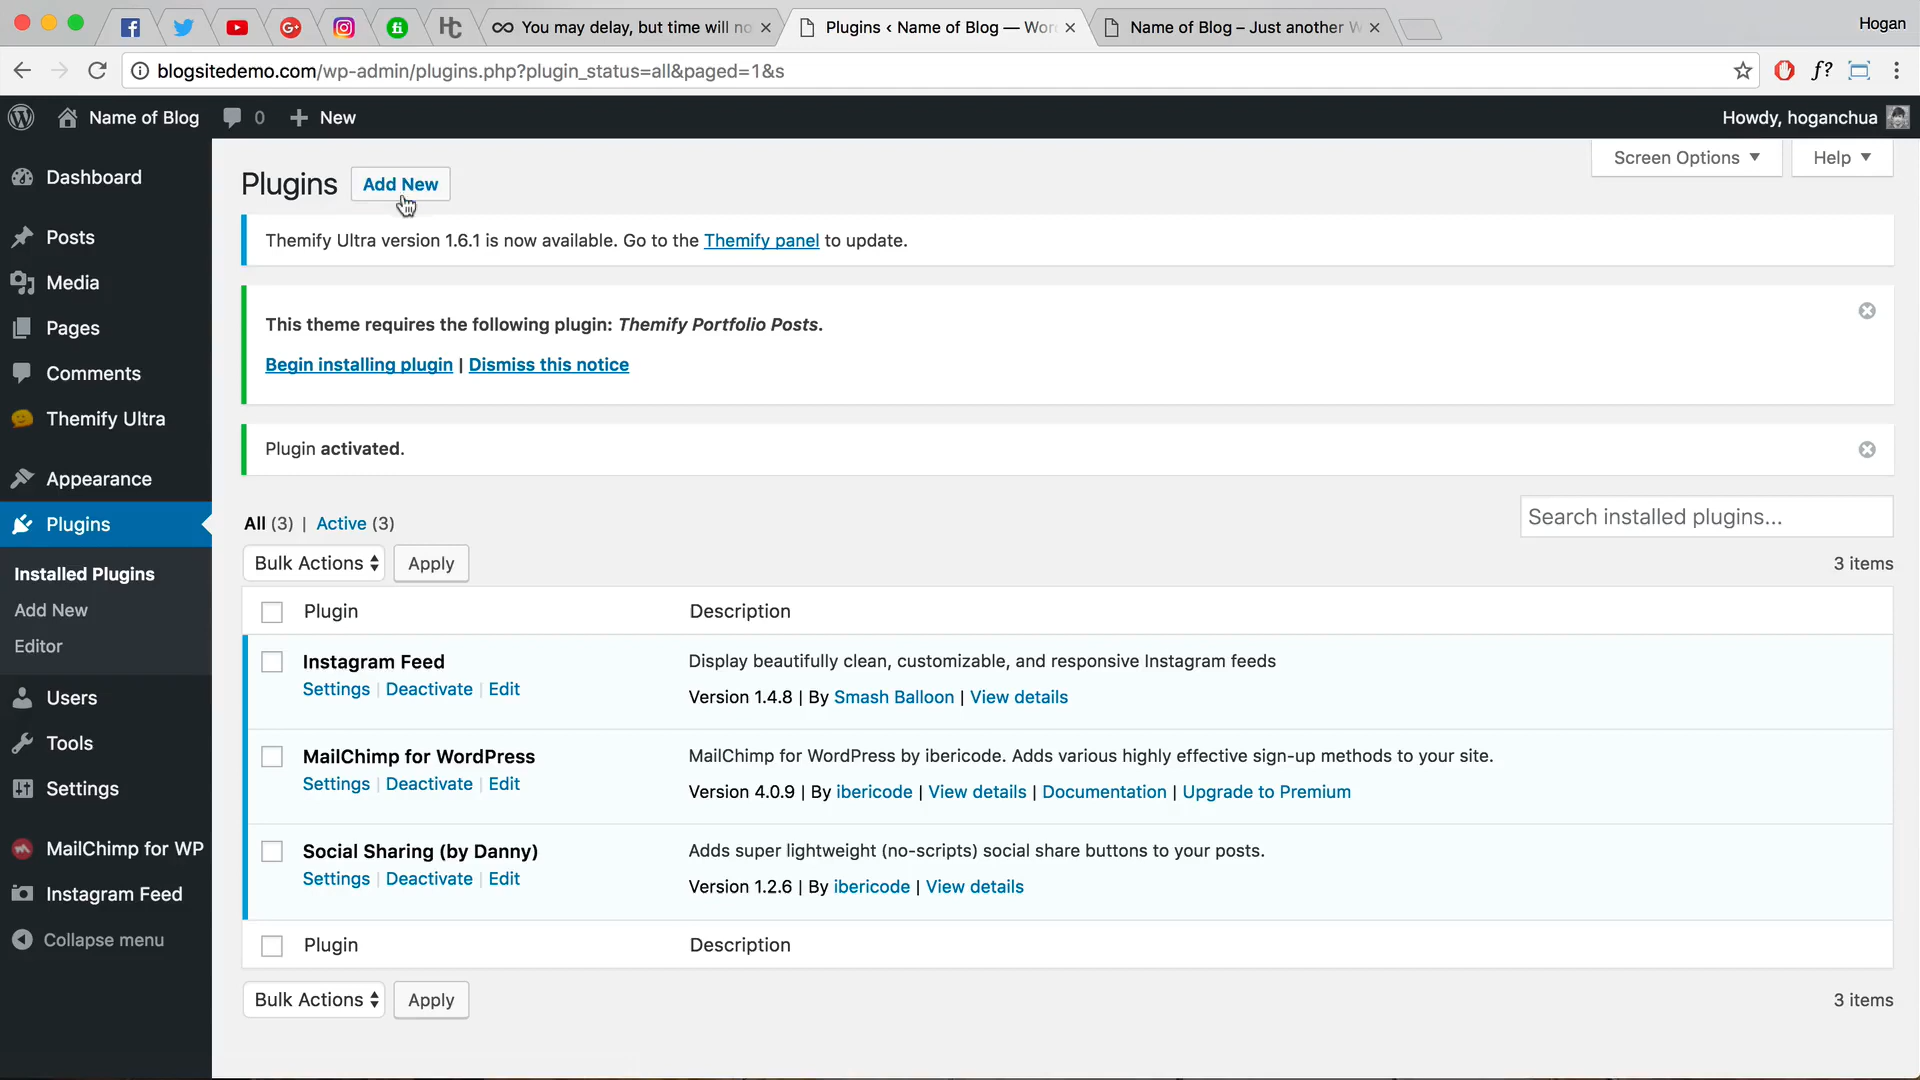 You may delay, but time will no
Plugins ‹ Name of Blog — Wor
Name of Blog – Just another W
Hogan
blogsitedemo.com/wp-admin/plugins.php?plugin_status=all&paged=1&s
f?
Name of Blog
0
New
Howdy, hoganchua
Dashboard
Posts
Media
Pages
Comments
Themify Ultra
Appearance
Plugins
Installed Plugins
Add New
Editor
Users
Tools
Settings
MailChimp for WP
Instagram Feed
Collapse menu
Screen Options
Help
Plugins
Add New
Themify Ultra version 1.6.1 is now available. Go to the Themify panel to update.
This theme requires the following plugin: Themify Portfolio Posts.
Begin installing plugin | Dismiss this notice
Plugin activated.
All (3) | Active (3)
Search installed plugins...
Bulk Actions
Apply
3 items
Plugin
Description
Instagram Feed
Settings | Deactivate | Edit
Display beautifully clean, customizable, and responsive Instagram feeds
Version 1.4.8 | By Smash Balloon | View details
MailChimp for WordPress
Settings | Deactivate | Edit
MailChimp for WordPress by ibericode. Adds various highly effective sign-up methods to your site.
Version 4.0.9 | By ibericode | View details | Documentation | Upgrade to Premium
Social Sharing (by Danny)
Settings | Deactivate | Edit
Adds super lightweight (no-scripts) social share buttons to your posts.
Version 1.2.6 | By ibericode | View details
Plugin
Description
Bulk Actions
Apply
3 items